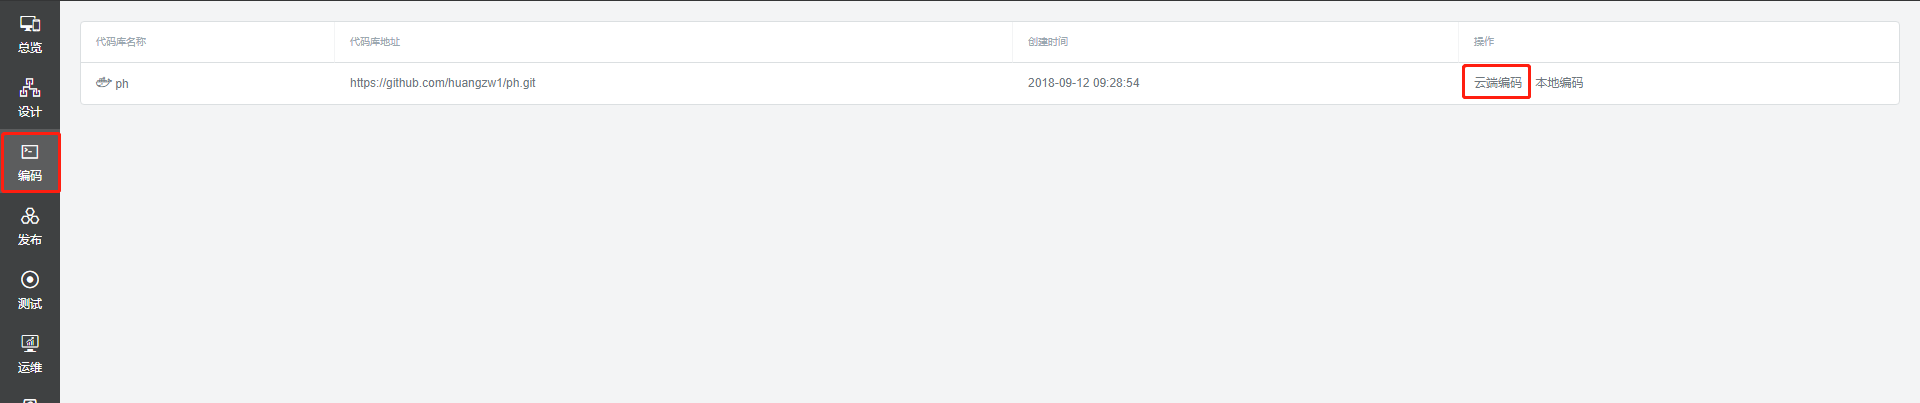 总览
设计
编码
发布
测试
运维
代码库名称 代码库地址 创建时间 操作
ph https://github.com/huangzw1/ph.git 2018-09-12 09:28:54 云端编码 本地编码